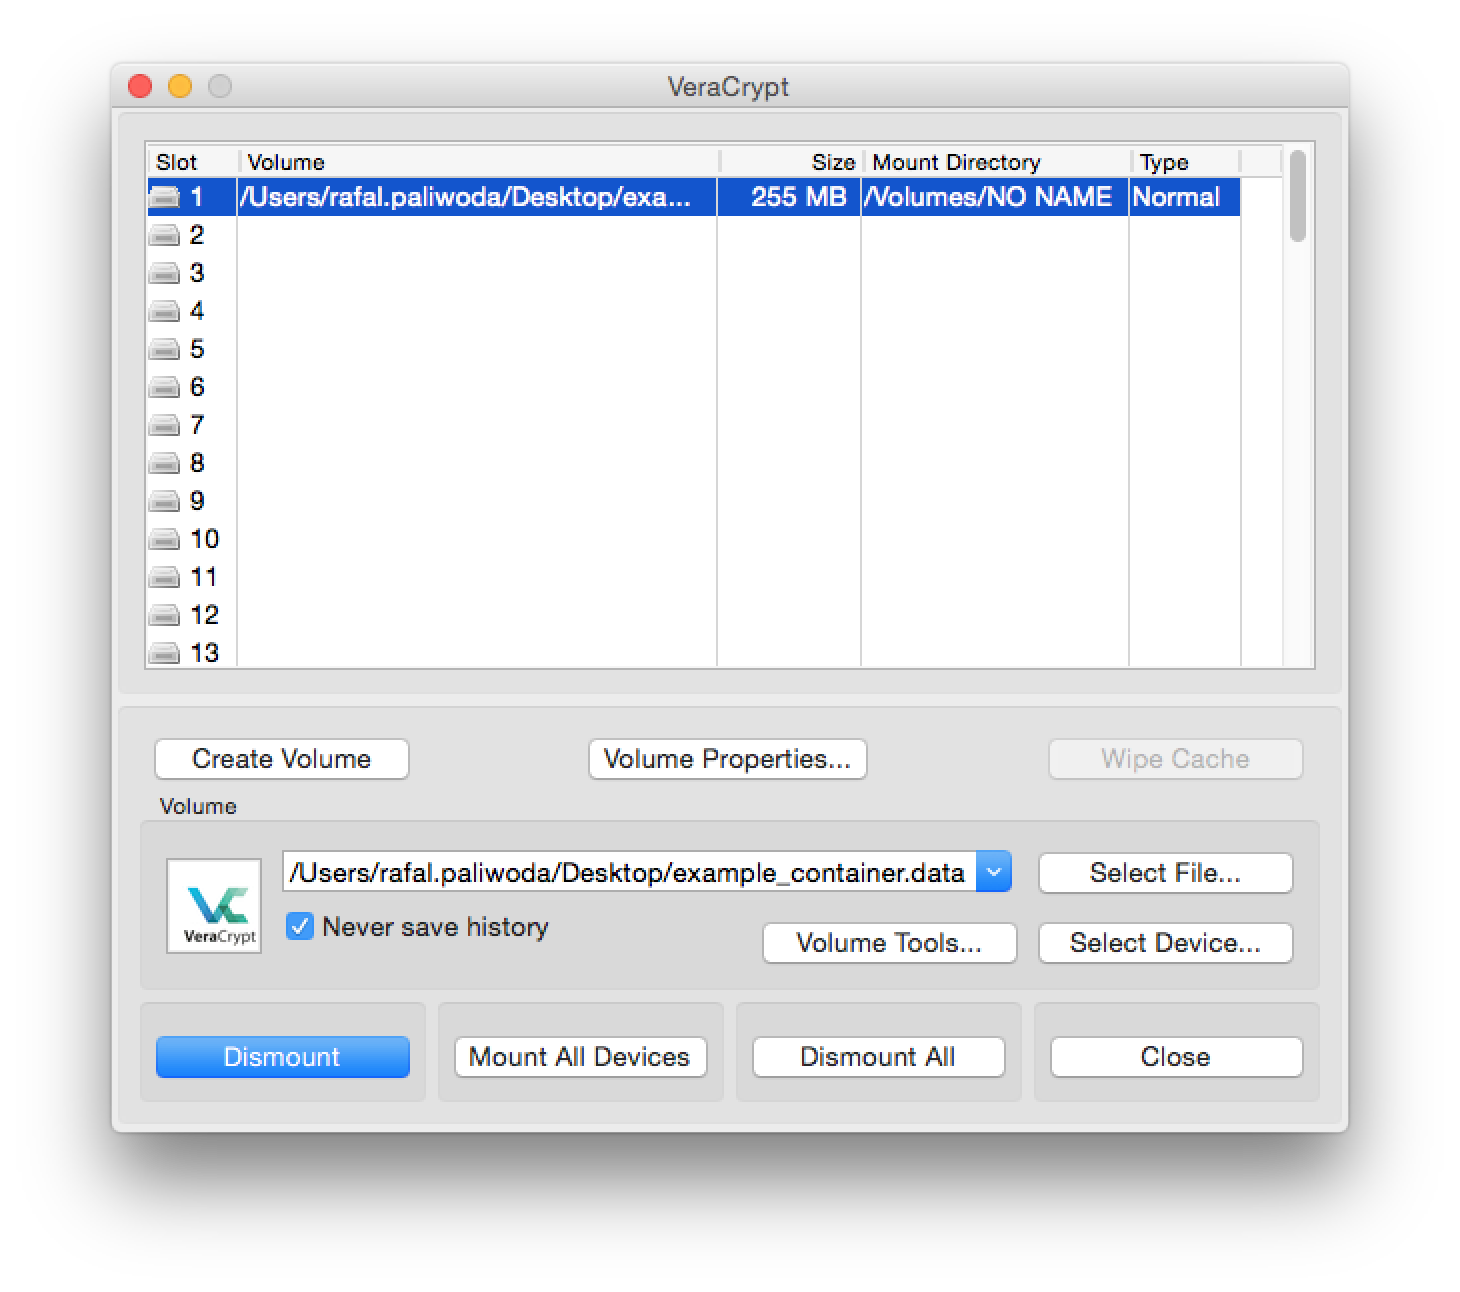 VeraCrypt
Slot Volume Size Mount Directory Type
1 /Users/rafal.paliwoda/Desktop/exa... 255 MB /Volumes/NO NAME Normal
2
3
4
5
6
7
8
9
10
11
12
13
Create Volume Volume Properties... Wipe Cache
Volume
/Users/rafal.paliwoda/Desktop/example_container.data Select File...
VeraCrypt
Never save history
Volume Tools... Select Device...
Dismount Mount All Devices Dismount All Close